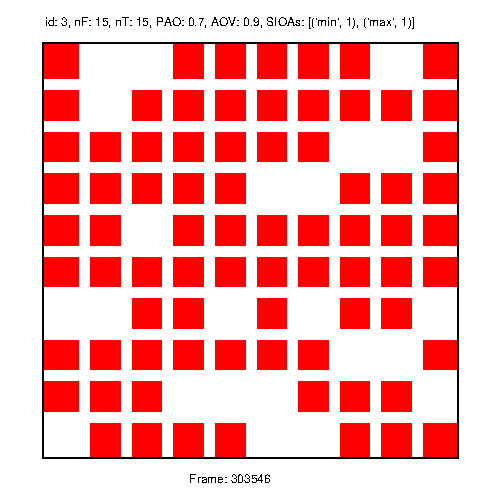 id: 3, nF: 15, nT: 15, PAO: 0.7, AOV: 0.9, SIOAs: [('min', 1), ('max', 1)]
Frame: 303546